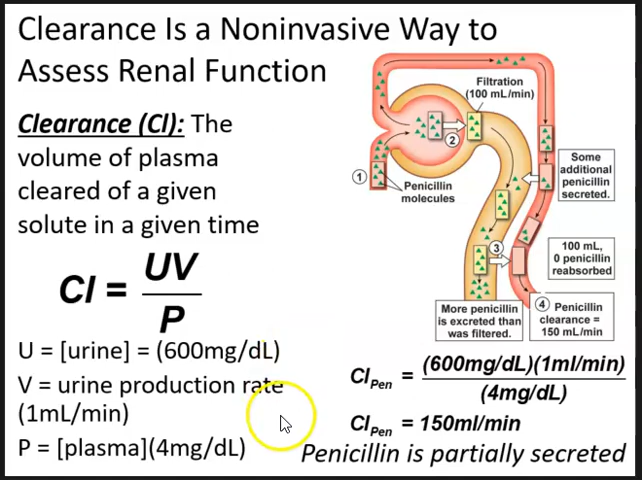 Clearance Is a Noninvasive Way to
Assess Renal Function
Clearance (Cl): The
volume of plasma
cleared of a given
solute in a given time
Cl = UV
P
U = [urine] = (600mg/dL)
V = urine production rate
(1mL/min)
P = [plasma](4mg/dL)
Filtration
(100 mL/min)
2
1
Penicillin
molecules
Some
additional
penicillin
secreted.
3
100 mL,
0 penicillin
reabsorbed
More penicillin
is excreted than
was filtered.
4 Penicillin
clearance =
150 mL/min
Cl Pen = (600mg/dL)(1ml/min)
(4mg/dL)
Cl Pen = 150ml/min
Penicillin is partially secreted